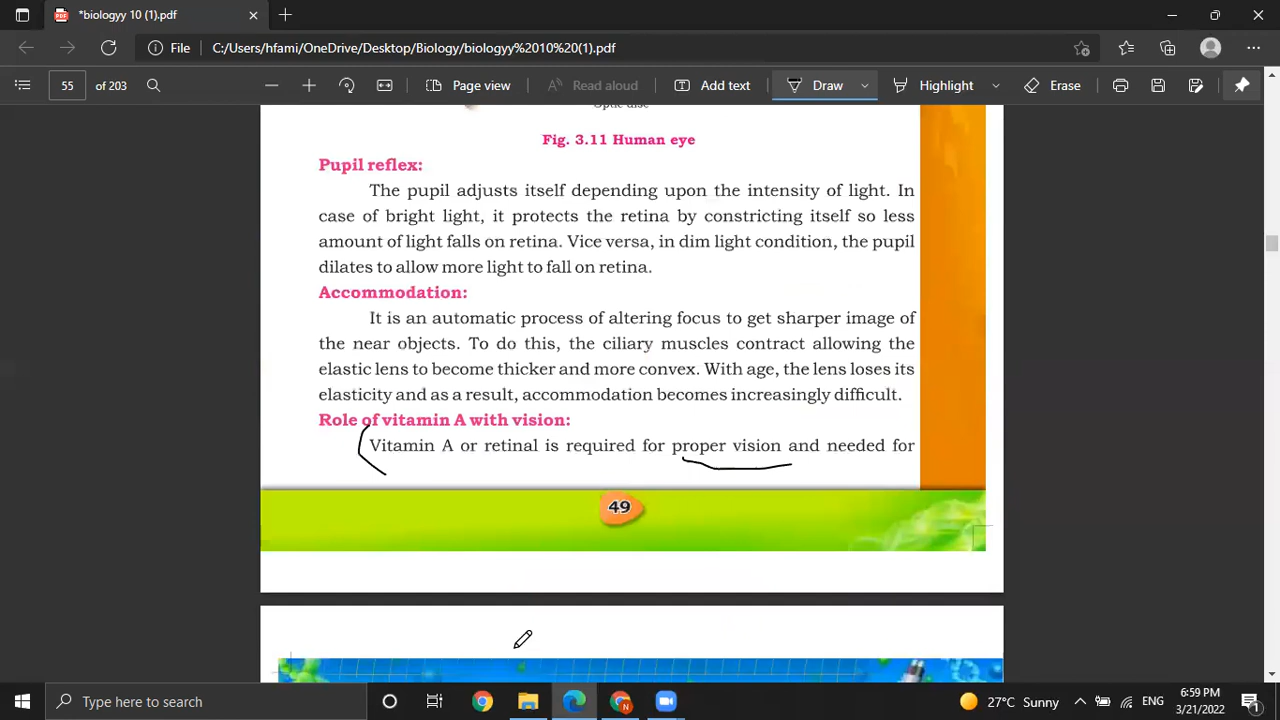 *biologyy 10 (1).pdf
File
C:/Users/hfami/OneDrive/Desktop/Biology/biologyy%2010%20(1).pdf
55 of 203
Page view
Read aloud
Add text
Draw
Highlight
Erase
Optic disc
Fig. 3.11 Human eye
Pupil reflex:
The pupil adjusts itself depending upon the intensity of light. In
case of bright light, it protects the retina by constricting itself so less
amount of light falls on retina. Vice versa, in dim light condition, the pupil
dilates to allow more light to fall on retina.
Accommodation:
It is an automatic process of altering focus to get sharper image of
the near objects. To do this, the ciliary muscles contract allowing the
elastic lens to become thicker and more convex. With age, the lens loses its
elasticity and as a result, accommodation becomes increasingly difficult.
Role of vitamin A with vision:
Vitamin A or retinal is required for proper vision and needed for
49
Type here to search
27°C Sunny
ENG
6:59 PM
3/21/2022
1